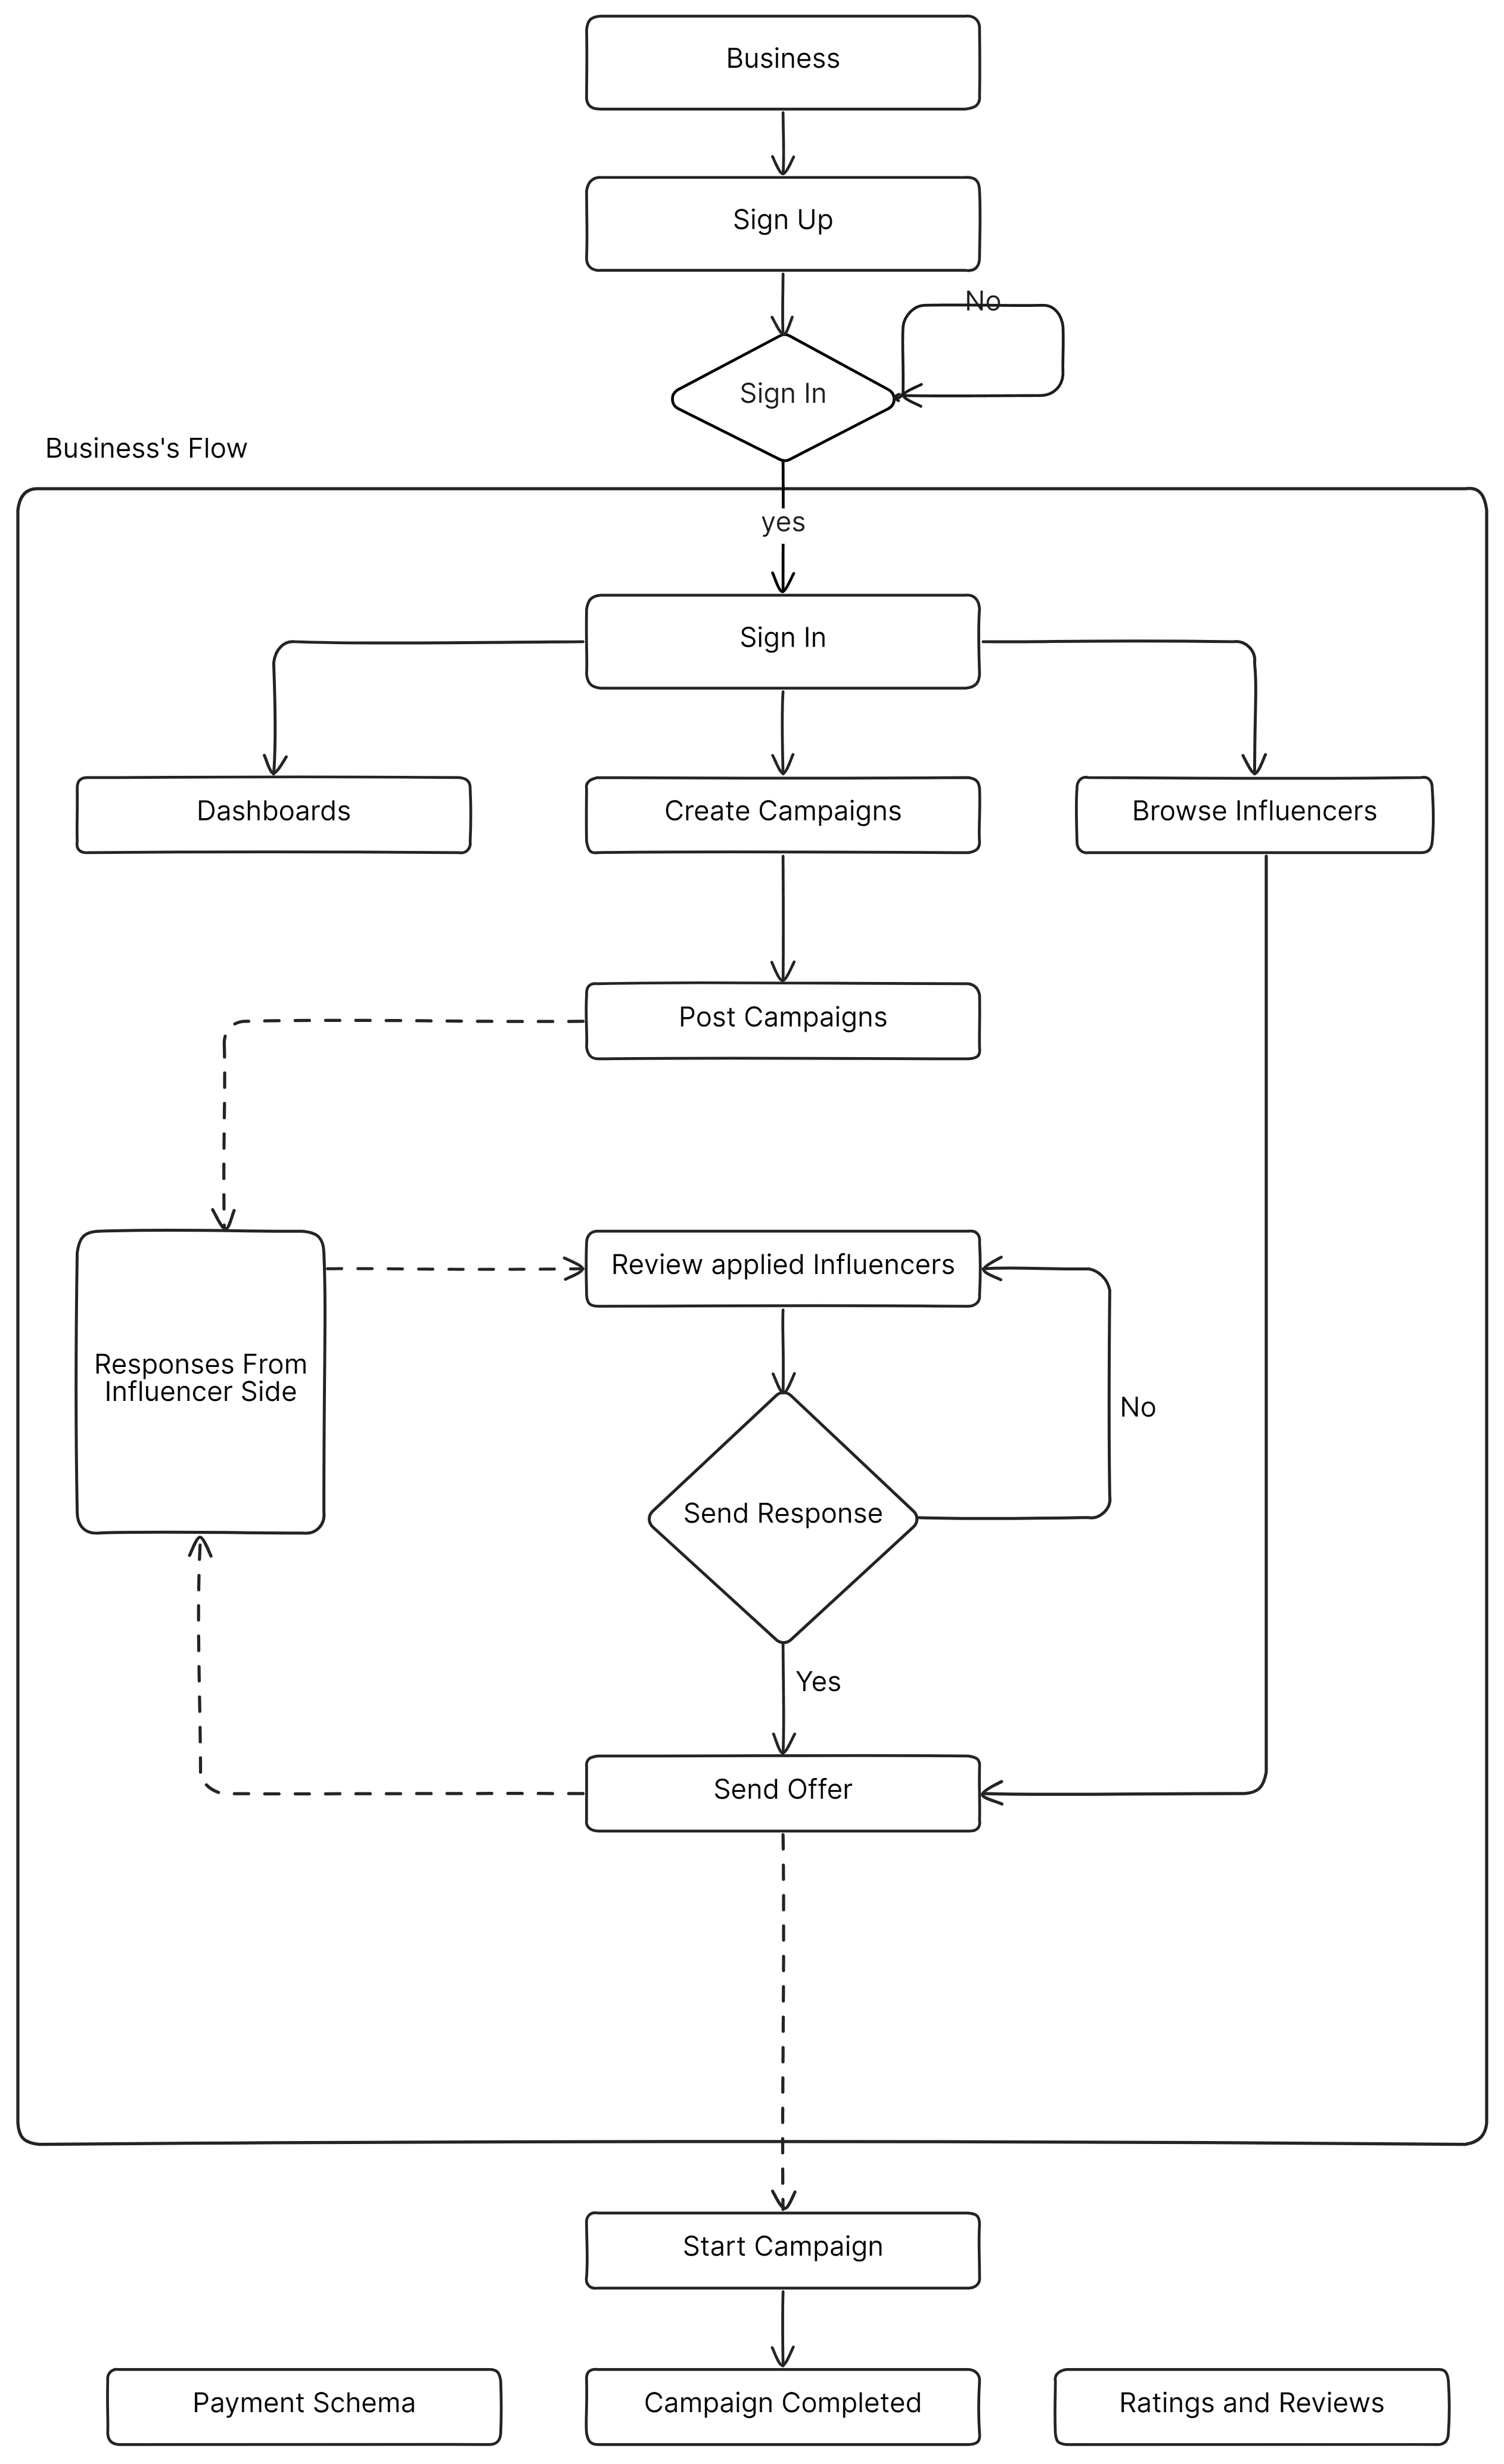 Business
Sign Up
No
Sign In
Business's Flow
yes
Sign In
Dashboards
Create Campaigns
Browse Influencers
Post Campaigns
Review applied Influencers
Responses From
Influencer Side
No
Send Response
Yes
Send Offer
Start Campaign
Payment Schema
Campaign Completed
Ratings and Reviews